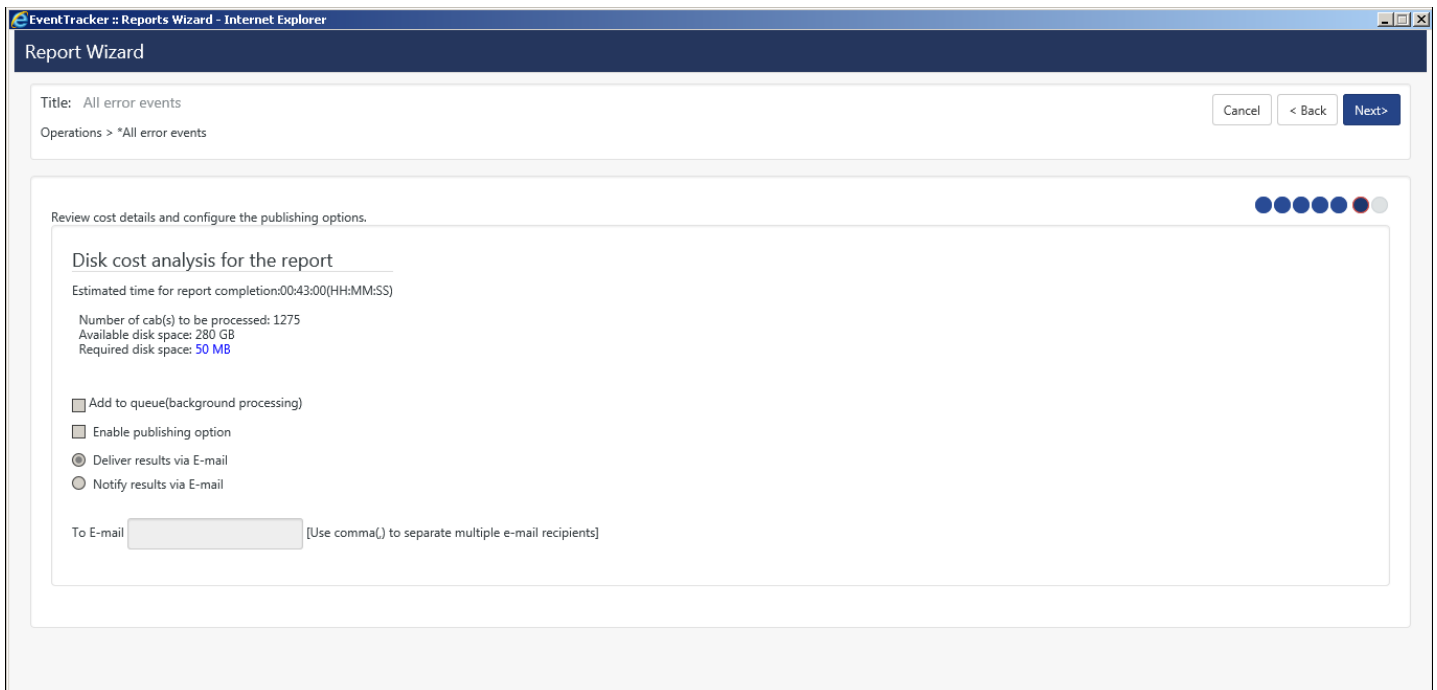 EventTracker :: Reports Wizard - Internet Explorer
Report Wizard
Title: All error events
Cancel
< Back
Next>
Operations > *All error events
Review cost details and configure the publishing options.
Disk cost analysis for the report
Estimated time for report completion:00:43:00(HH:MM:SS)
Number of cab(s) to be processed: 1275
Available disk space: 280 GB
Required disk space: 50 MB
Add to queue(background processing)
Enable publishing option
Deliver results via E-mail
Notify results via E-mail
To E-mail [Use comma(,) to separate multiple e-mail recipients]